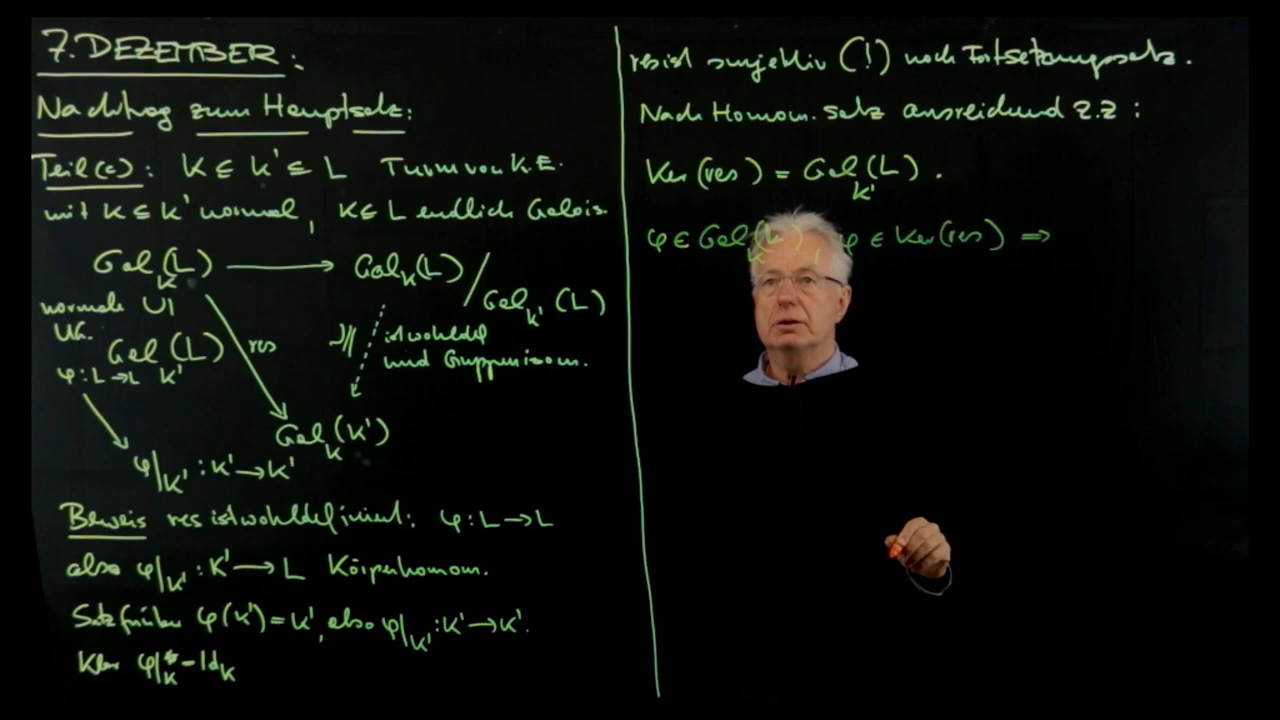 7. DEZEMBER:
Nachtrag zum Hauptsatz:
Teil (c): K ⊆ K' ⊆ L Turm von K.E.
mit K ⊆ K' normal, K ⊆ L endlich Galois.
Gal_K(L) ⟶ Gal_K(L) / Gal_K'(L)
normale UI
UG. Gal_K'(L) res ist wohldef
φ: L → L und Gruppenisom.
Gal_K(K')
φ|_K' : K' → K'
Beweis res ist wohldefiniert: φ: L → L
also φ|_K' : K' ⟶ L Körperhomom.
Satz früher φ(K') = K', also φ|_K' : K' → K'.
Klar φ|_K = Id_K
res ist surjektiv (!) nach Fortsetzungssatz.
Nach Homom. satz ausreichend z.z:
Ker(res) = Gal_K'(L).
φ ∈ Gal_K(L), φ ∈ Ker(res) ⇒